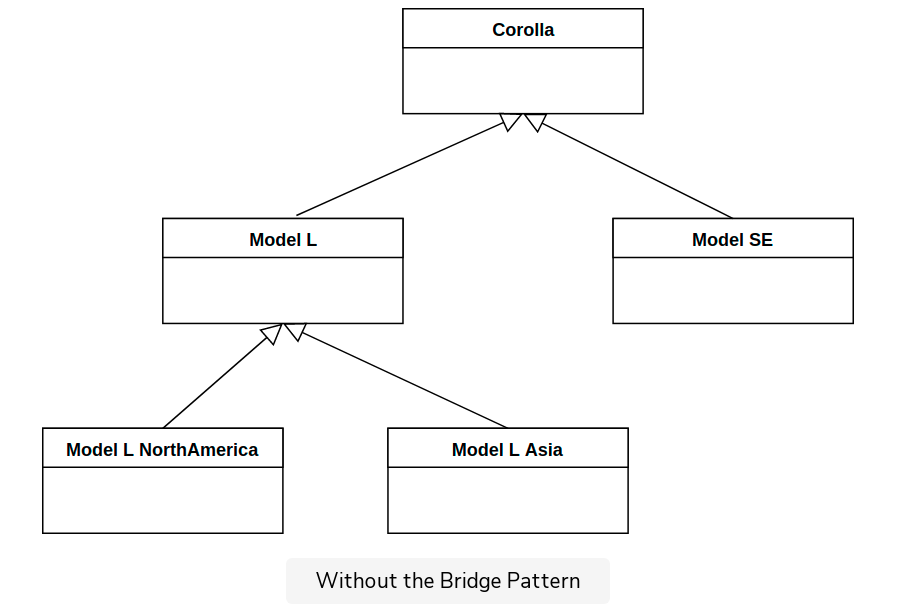 Corolla
Model L
Model SE
Model L NorthAmerica
Model L Asia
Without the Bridge Pattern